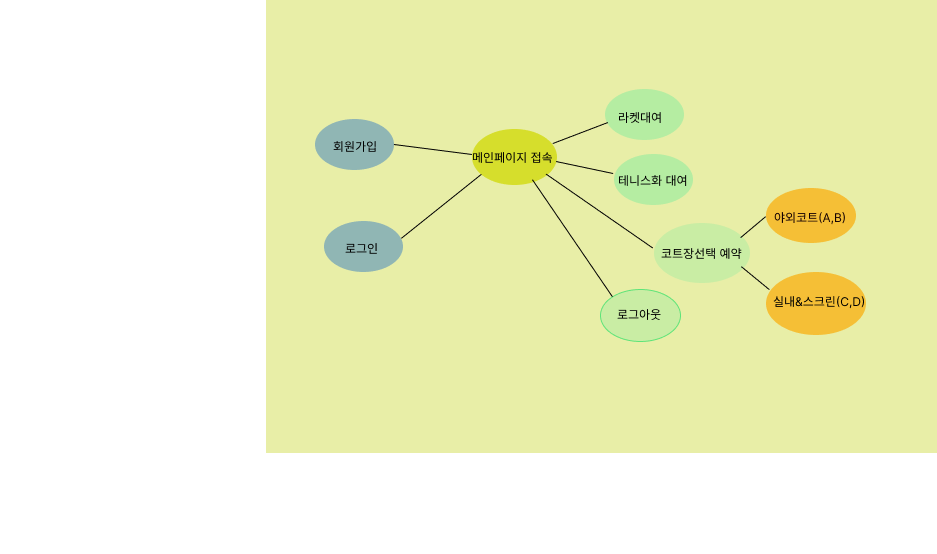 라켓대여
회원가입
메인페이지 접속
테니스화 대여
야외코트(A,B)
로그인
코트장선택 예약
실내&스크린(C,D)
로그아웃